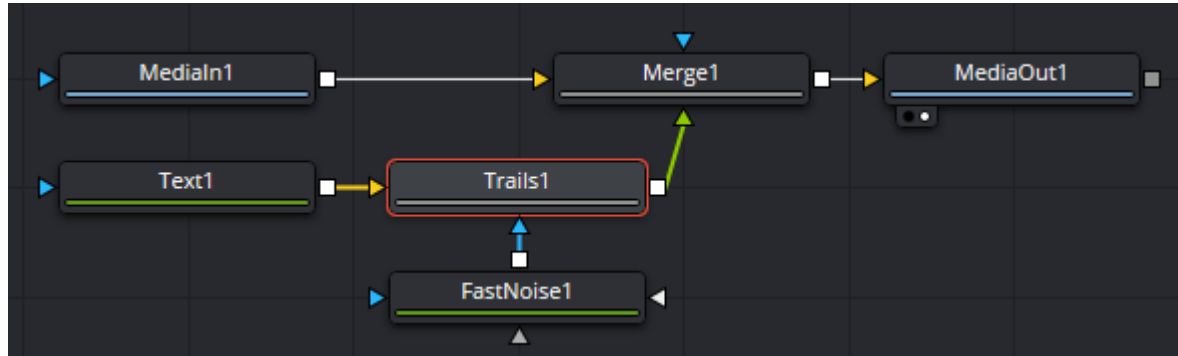 MediaIn1
Merge1
MediaOut1
Text1
Trails1
FastNoise1